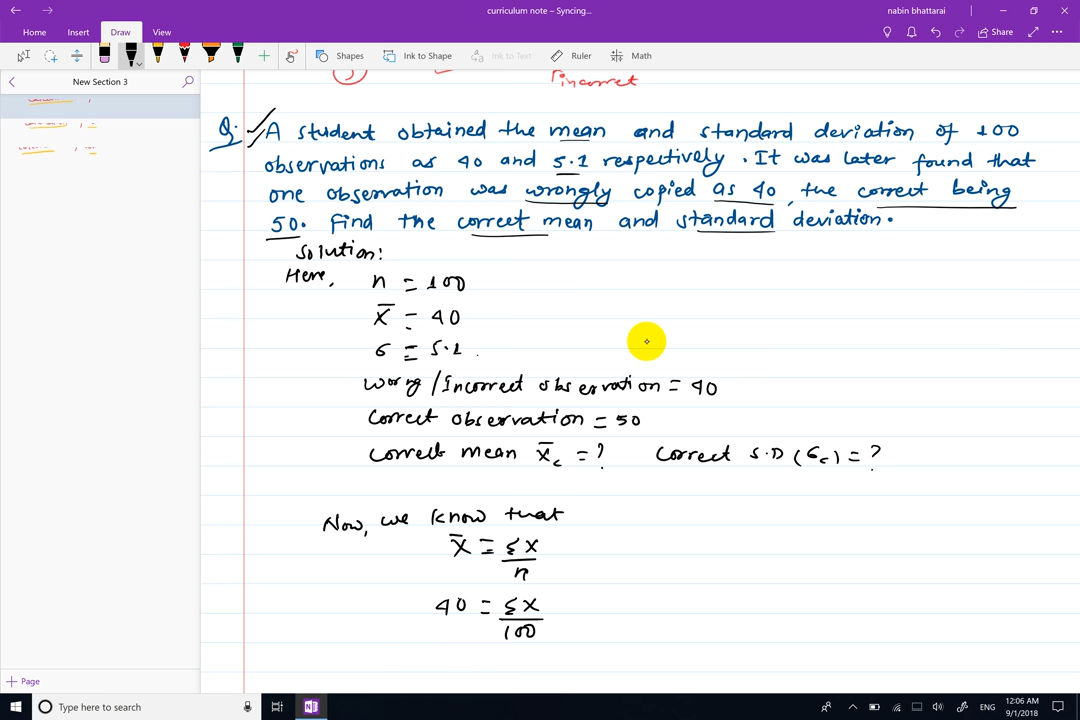 curriculum note – Syncing...
nabin bhattarai
Home Insert Draw View
Share
Shapes Ink to Shape Ink to Text Ruler Math
New Section 3
3 incorret
Q. A student obtained the mean and standard deviation of 100
observations as 40 and 5.1 respectively. It was later found that
one observation was wrongly copied as 40, the correct being
50. Find the correct mean and standard deviation.
Solution:
Here, n = 100
x̄ = 40
σ = 5.1.
Worng/Incorrect observation = 40
Correct observation = 50
Correct mean x̄c = ? Correct S.D (σc) = ?
Now, we know that
x̄ = Σx
n
40 = Σx
100
Page
Type here to search
ENG
12:06 AM
9/1/2018